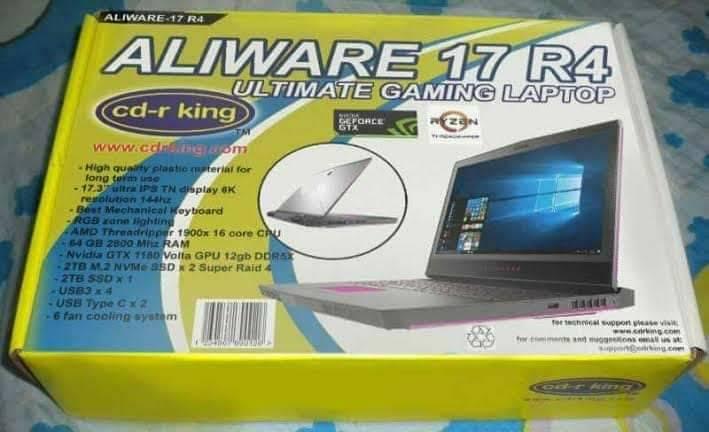 ALIWARE-17 R4
ALIWARE 17 R4
ULTIMATE GAMING LAPTOP
cd-r king
TM
www.cdrking.com
NVIDIA
GEFORCE
GTX
RYZEN
THREADRIPPER
- High quality plastic material for
long term use
- 17.3" ultra IPS TN display 6K
resolution 144hz
- Best Mechanical Keyboard
- RGB zone lighting
- AMD Threadripper 1900x 16 core CPU
- 64 GB 2800 Mhz RAM
- Nvidia GTX 1180 Volta GPU 12gb DDR5X
- 2TB M.2 NVMe SSD x 2 Super Raid 4
- 2TB SSD x 1
- USB3 x 4
- USB Type C x 2
- 6 fan cooling system
for technical support please visit:
www.cdrking.com
for comments and suggestions email us at:
support@cdrking.com
cd-r king